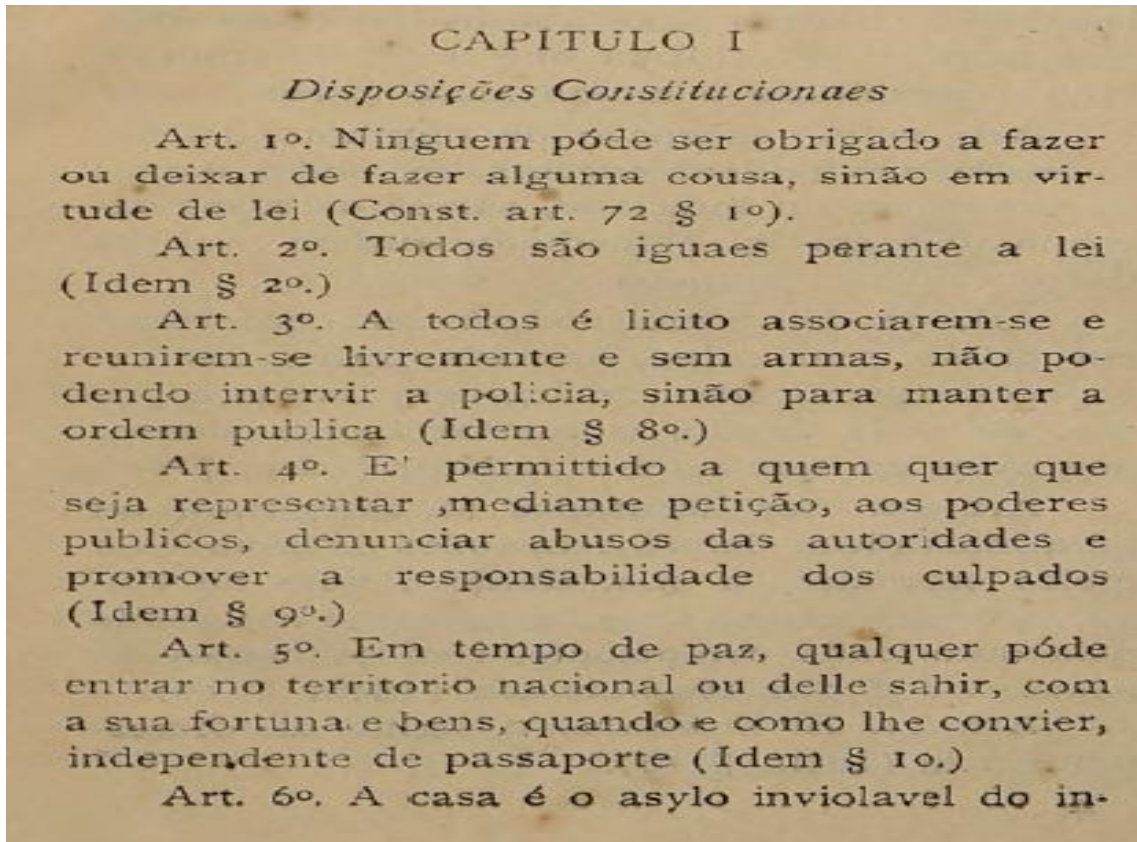 CAPITULO I
Disposições Constitucionaes
Art. 1º. Ninguem póde ser obrigado a fazer
ou deixar de fazer alguma cousa, sinão em vir-
tude de lei (Const. art. 72 § 1º).
Art. 2º. Todos são iguaes perante a lei
(Idem § 2º.)
Art. 3º. A todos é licito associarem-se e
reunirem-se livremente e sem armas, não po-
dendo intervir a policia, sinão para manter a
ordem publica (Idem § 8º.)
Art. 4º. E' permittido a quem quer que
seja representar ,mediante petição, aos poderes
publicos, denunciar abusos das autoridades e
promover a responsabilidade dos culpados
(Idem § 9º.)
Art. 5º. Em tempo de paz, qualquer póde
entrar no territorio nacional ou delle sahir, com
a sua fortuna e bens, quando e como lhe convier,
independente de passaporte (Idem § 10.)
Art. 6º. A casa é o asylo inviolavel do in-